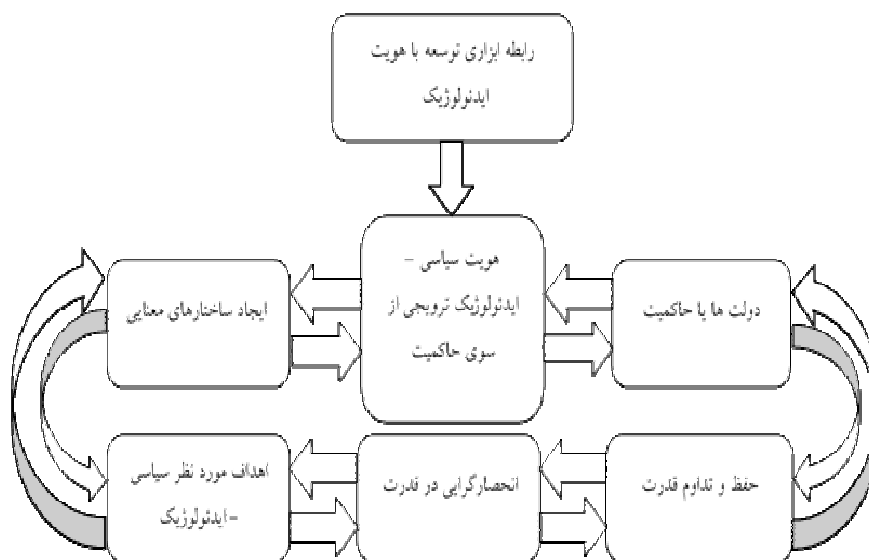 رابطه ابزاری توسعه با هویت
ایدئولوژیک
دولت ها یا حاکمیت
هویت سیاسی –
ایدئولوژیک ترویجی از
سوی حاکمیت
ایجاد ساختارهای معنایی
حفظ و تداوم قدرت
انحصارگرایی در قدرت
اهداف مورد نظر سیاسی
–ایدئولوژیک